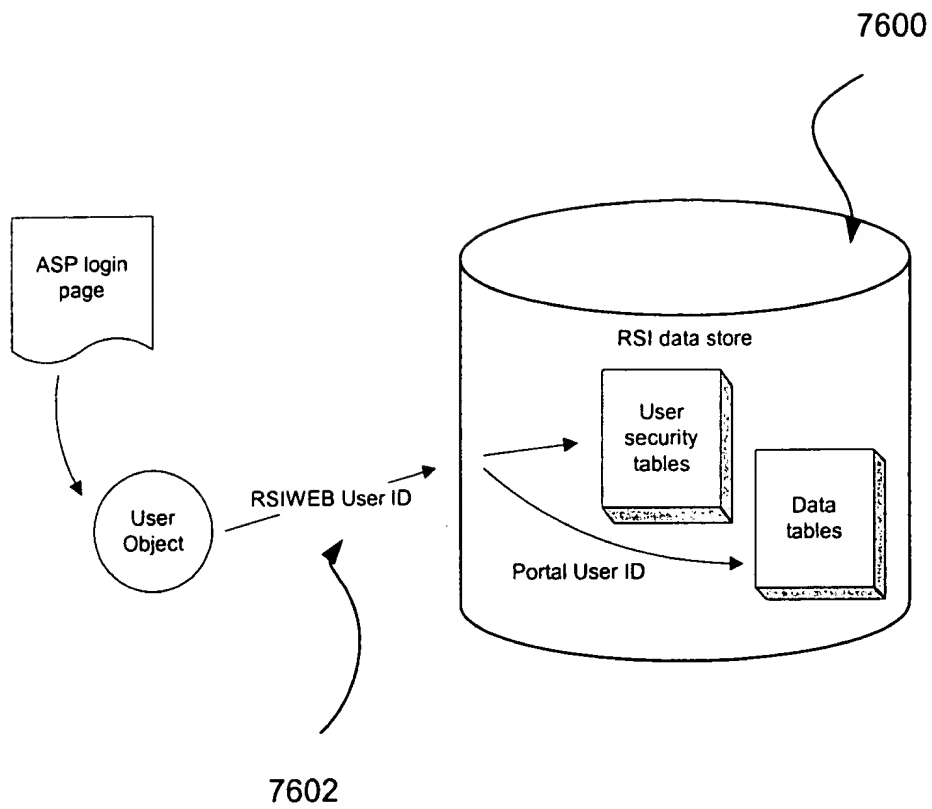 7600
ASP login
page
RSI data store
User
security
tables
Data
tables
RSIWEB User ID
User
Object
Portal User ID
7602